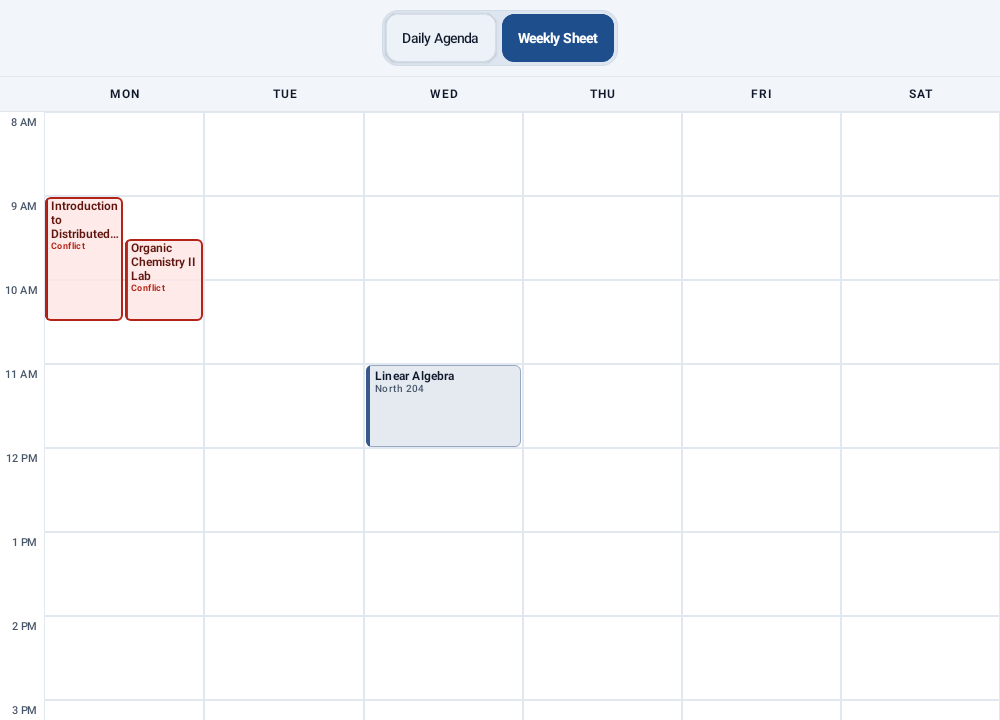 Daily Agenda
Weekly Sheet
MON
TUE
WED
THU
FRI
SAT
8 AM
9 AM
Introduction
to
Distributed…
Conflict
Organic
Chemistry II
Lab
Conflict
10 AM
11 AM
Linear Algebra
North 204
12 PM
1 PM
2 PM
3 PM